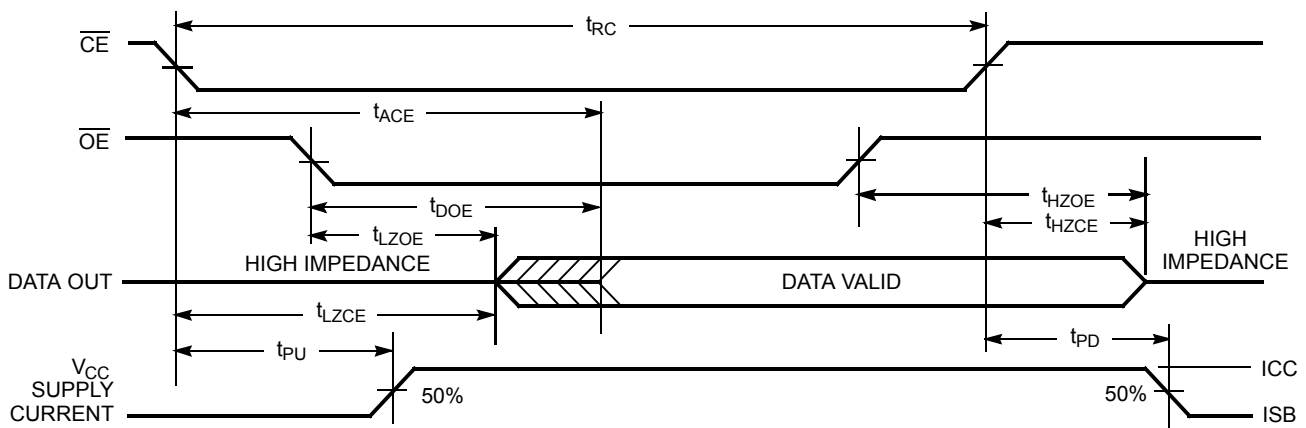 tRC
CE
tACE
OE
tDOE
tHZOE
tLZOE
tHZCE
HIGH IMPEDANCE
HIGH
IMPEDANCE
DATA OUT
DATA VALID
tLZCE
tPU
tPD
VCC
SUPPLY
CURRENT
50%
50%
ICC
ISB